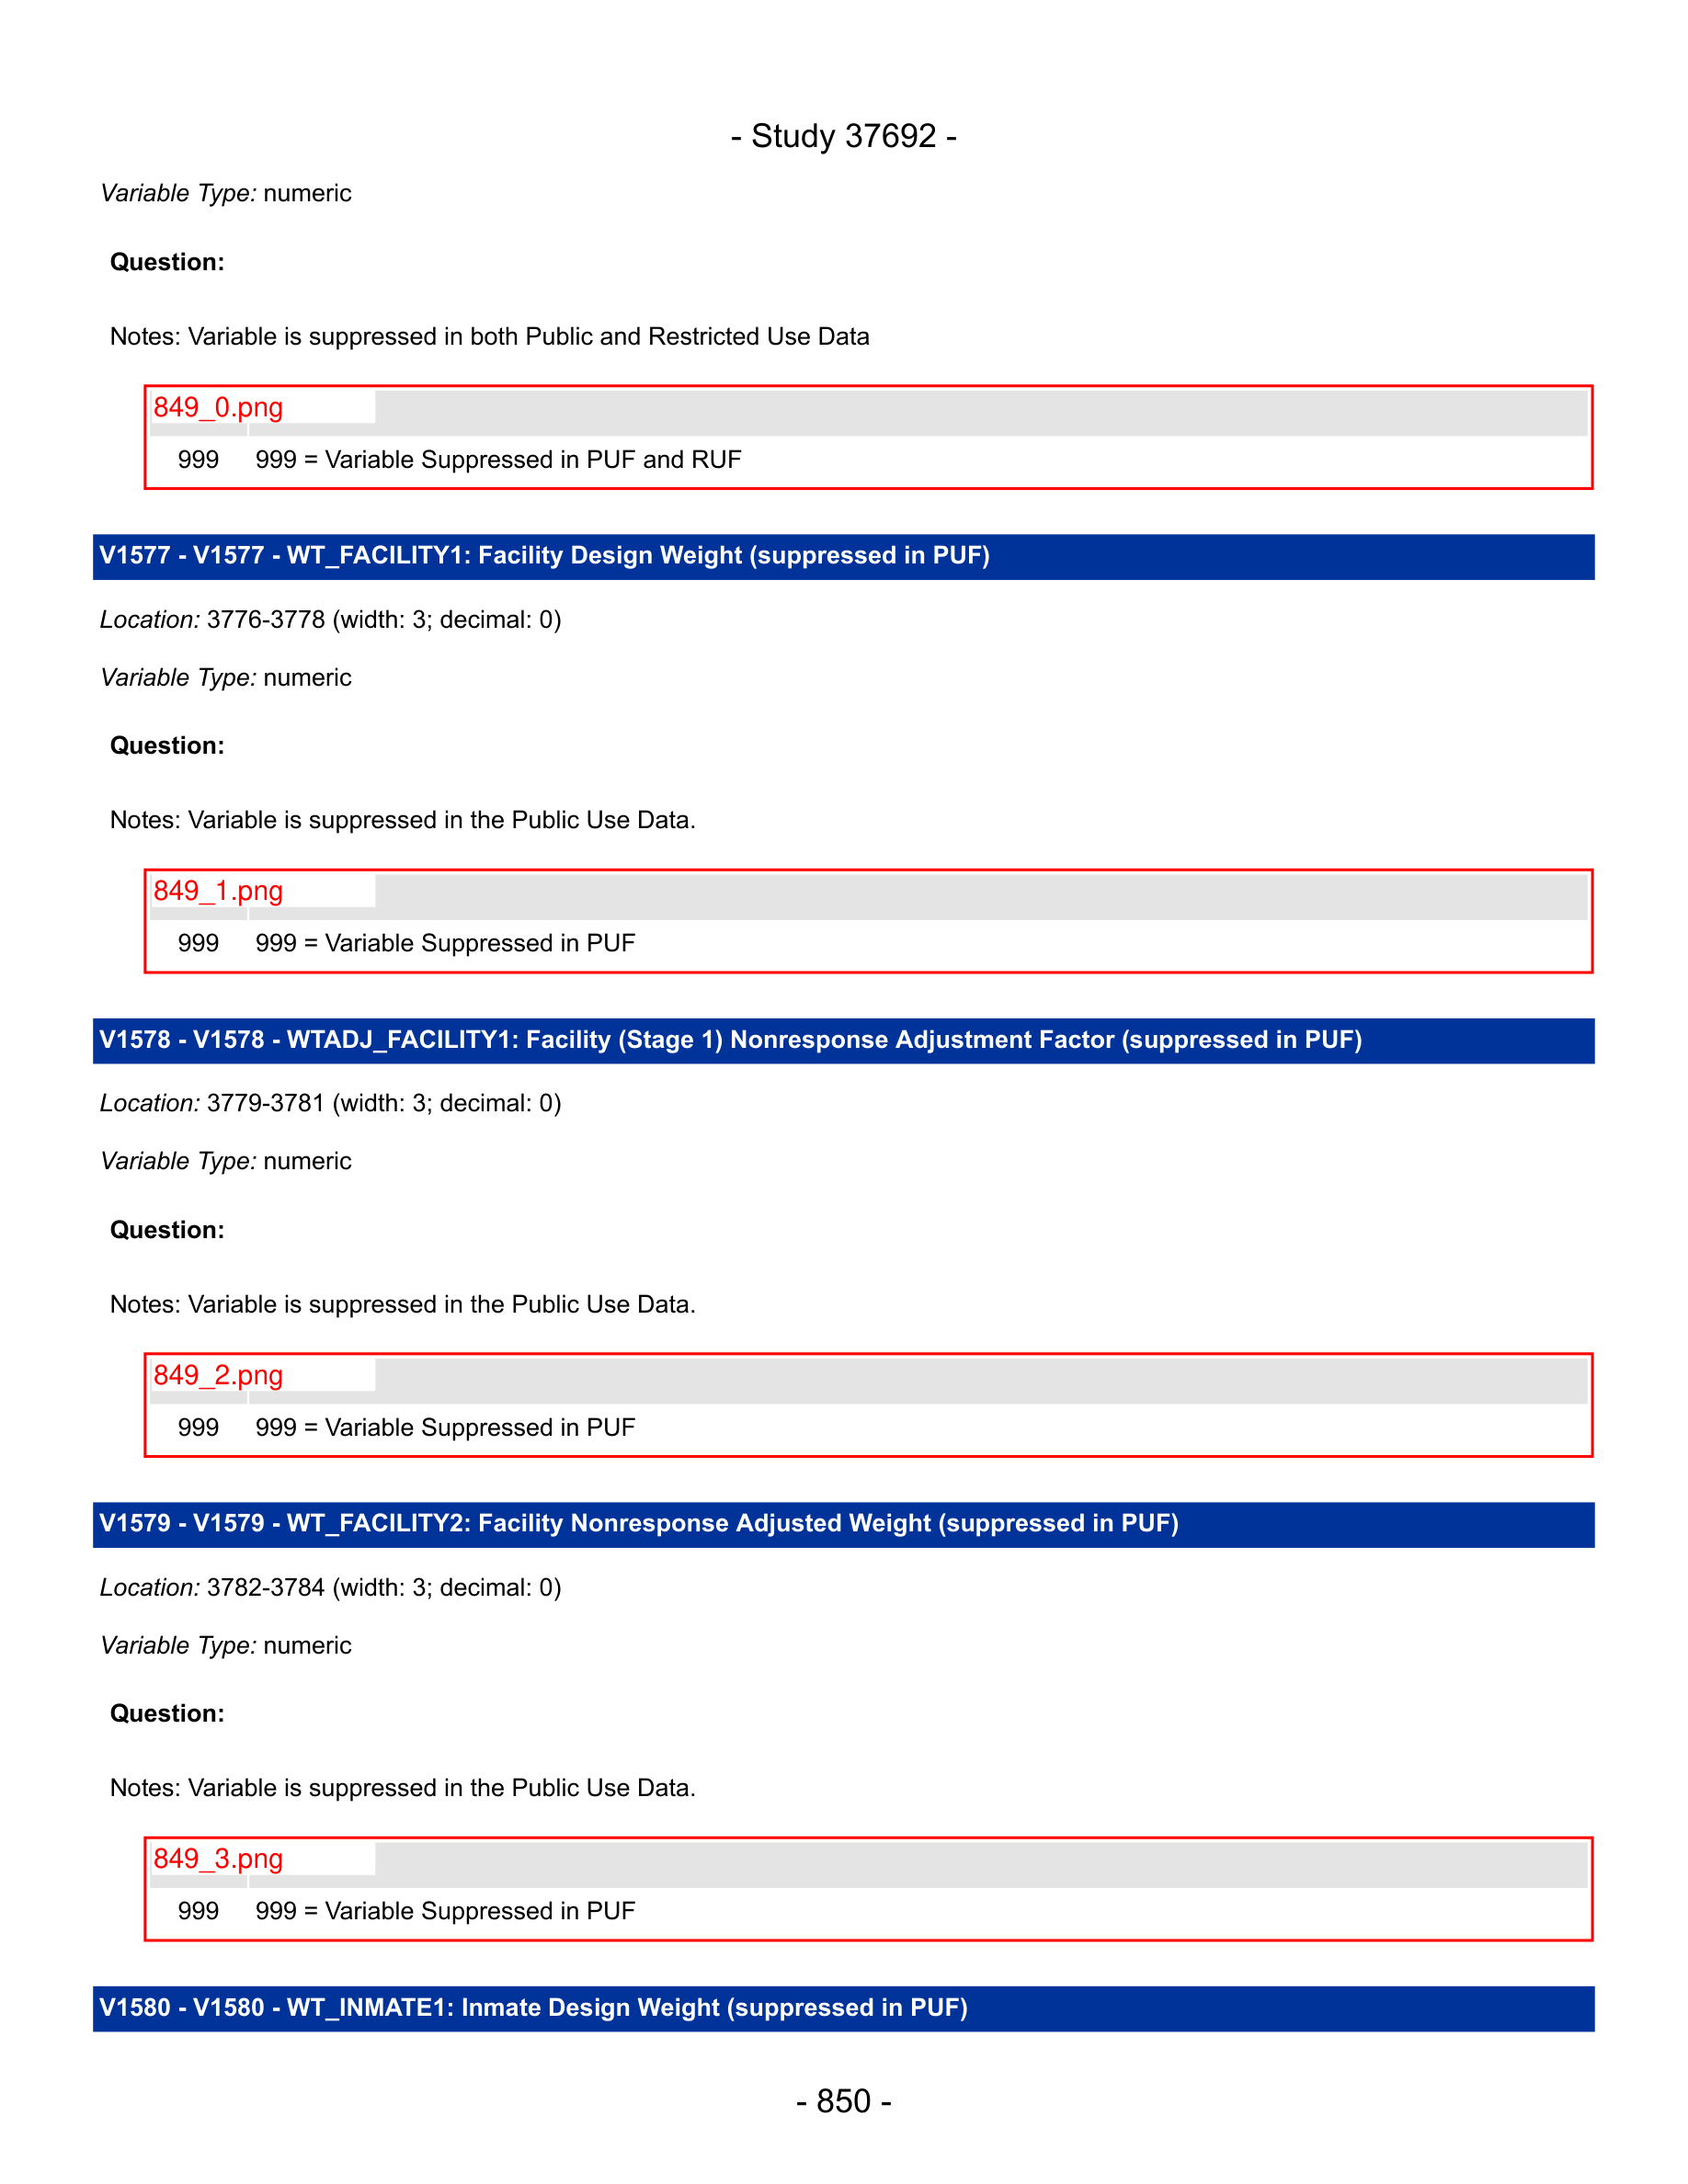 - Study 37692 -
Variable Type: numeric
Question:
Notes: Variable is suppressed in both Public and Restricted Use Data
849_0.png
999 999 = Variable Suppressed in PUF and RUF
V1577 - V1577 - WT_FACILITY1: Facility Design Weight (suppressed in PUF)
Location: 3776-3778 (width: 3; decimal: 0)
Variable Type: numeric
Question:
Notes: Variable is suppressed in the Public Use Data.
849_1.png
999 999 = Variable Suppressed in PUF
V1578 - V1578 - WTADJ_FACILITY1: Facility (Stage 1) Nonresponse Adjustment Factor (suppressed in PUF)
Location: 3779-3781 (width: 3; decimal: 0)
Variable Type: numeric
Question:
Notes: Variable is suppressed in the Public Use Data.
849_2.png
999 999 = Variable Suppressed in PUF
V1579 - V1579 - WT_FACILITY2: Facility Nonresponse Adjusted Weight (suppressed in PUF)
Location: 3782-3784 (width: 3; decimal: 0)
Variable Type: numeric
Question:
Notes: Variable is suppressed in the Public Use Data.
849_3.png
999 999 = Variable Suppressed in PUF
V1580 - V1580 - WT_INMATE1: Inmate Design Weight (suppressed in PUF)
- 850 -